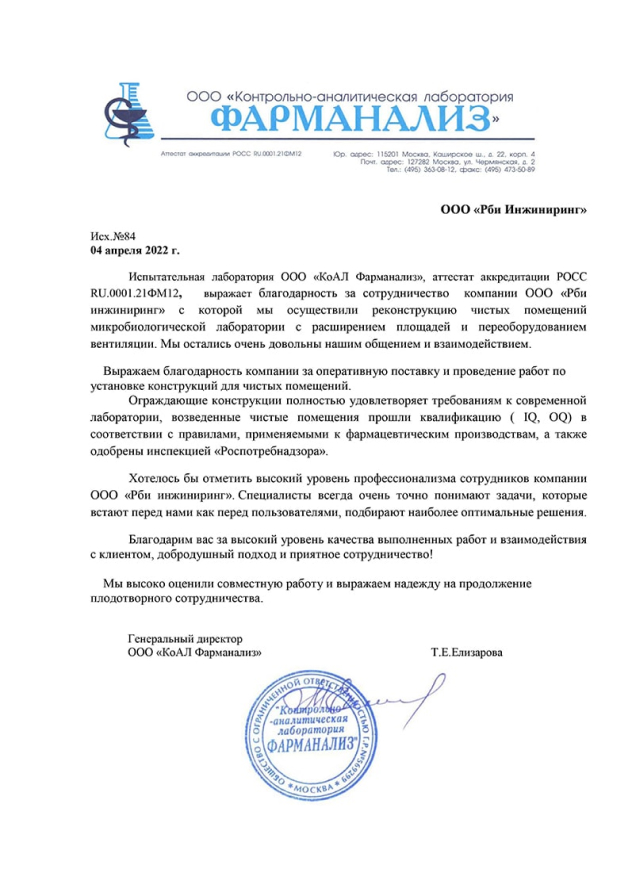 ООО «Контрольно-аналитическая лаборатория
ФАРМАНАЛИЗ»
Аттестат аккредитации РОСС RU.0001.21ФМ12
Юр. адрес: 115201 Москва, Каширское ш., д. 22, корп. 4
Почт. адрес: 127282 Москва, ул. Чермянская, д. 2
Тел.: (495) 363-08-12, факс: (495) 473-50-89
ООО «Рби Инжиниринг»
Исх.№84
04 апреля 2022 г.
Испытательная лаборатория ООО «КоАЛ Фарманализ», аттестат аккредитации РОСС
RU.0001.21ФМ12, выражает благодарность за сотрудничество компании ООО «Рби
инжиниринг» с которой мы осуществили реконструкцию чистых помещений
микробиологической лаборатории с расширением площадей и переоборудованием
вентиляции. Мы остались очень довольны нашим общением и взаимодействием.
Выражаем благодарность компании за оперативную поставку и проведение работ по
установке конструкций для чистых помещений.
Ограждающие конструкции полностью удовлетворяет требованиям к современной
лаборатории, возведенные чистые помещения прошли квалификацию ( IQ, OQ) в
соответствии с правилами, применяемыми к фармацевтическим производствам, а также
одобрены инспекцией «Роспотребнадзора».
Хотелось бы отметить высокий уровень профессионализма сотрудников компании
ООО «Рби инжиниринг». Специалисты всегда очень точно понимают задачи, которые
встают перед нами как перед пользователями, подбирают наиболее оптимальные решения.
Благодарим вас за высокий уровень качества выполненных работ и взаимодействия
с клиентом, добродушный подход и приятное сотрудничество!
Мы высоко оценили совместную работу и выражаем надежду на продолжение
плодотворного сотрудничества.
Генеральный директор
ООО «КоАЛ Фарманализ»
Т.Е.Елизарова
ОБЩЕСТВО С ОГРАНИЧЕННОЙ ОТВЕТСТВЕННОСТЬЮ Г.Р.№569299
"Контрольно
-аналитическая
лаборатория
ФАРМАНАЛИЗ"
* МОСКВА *